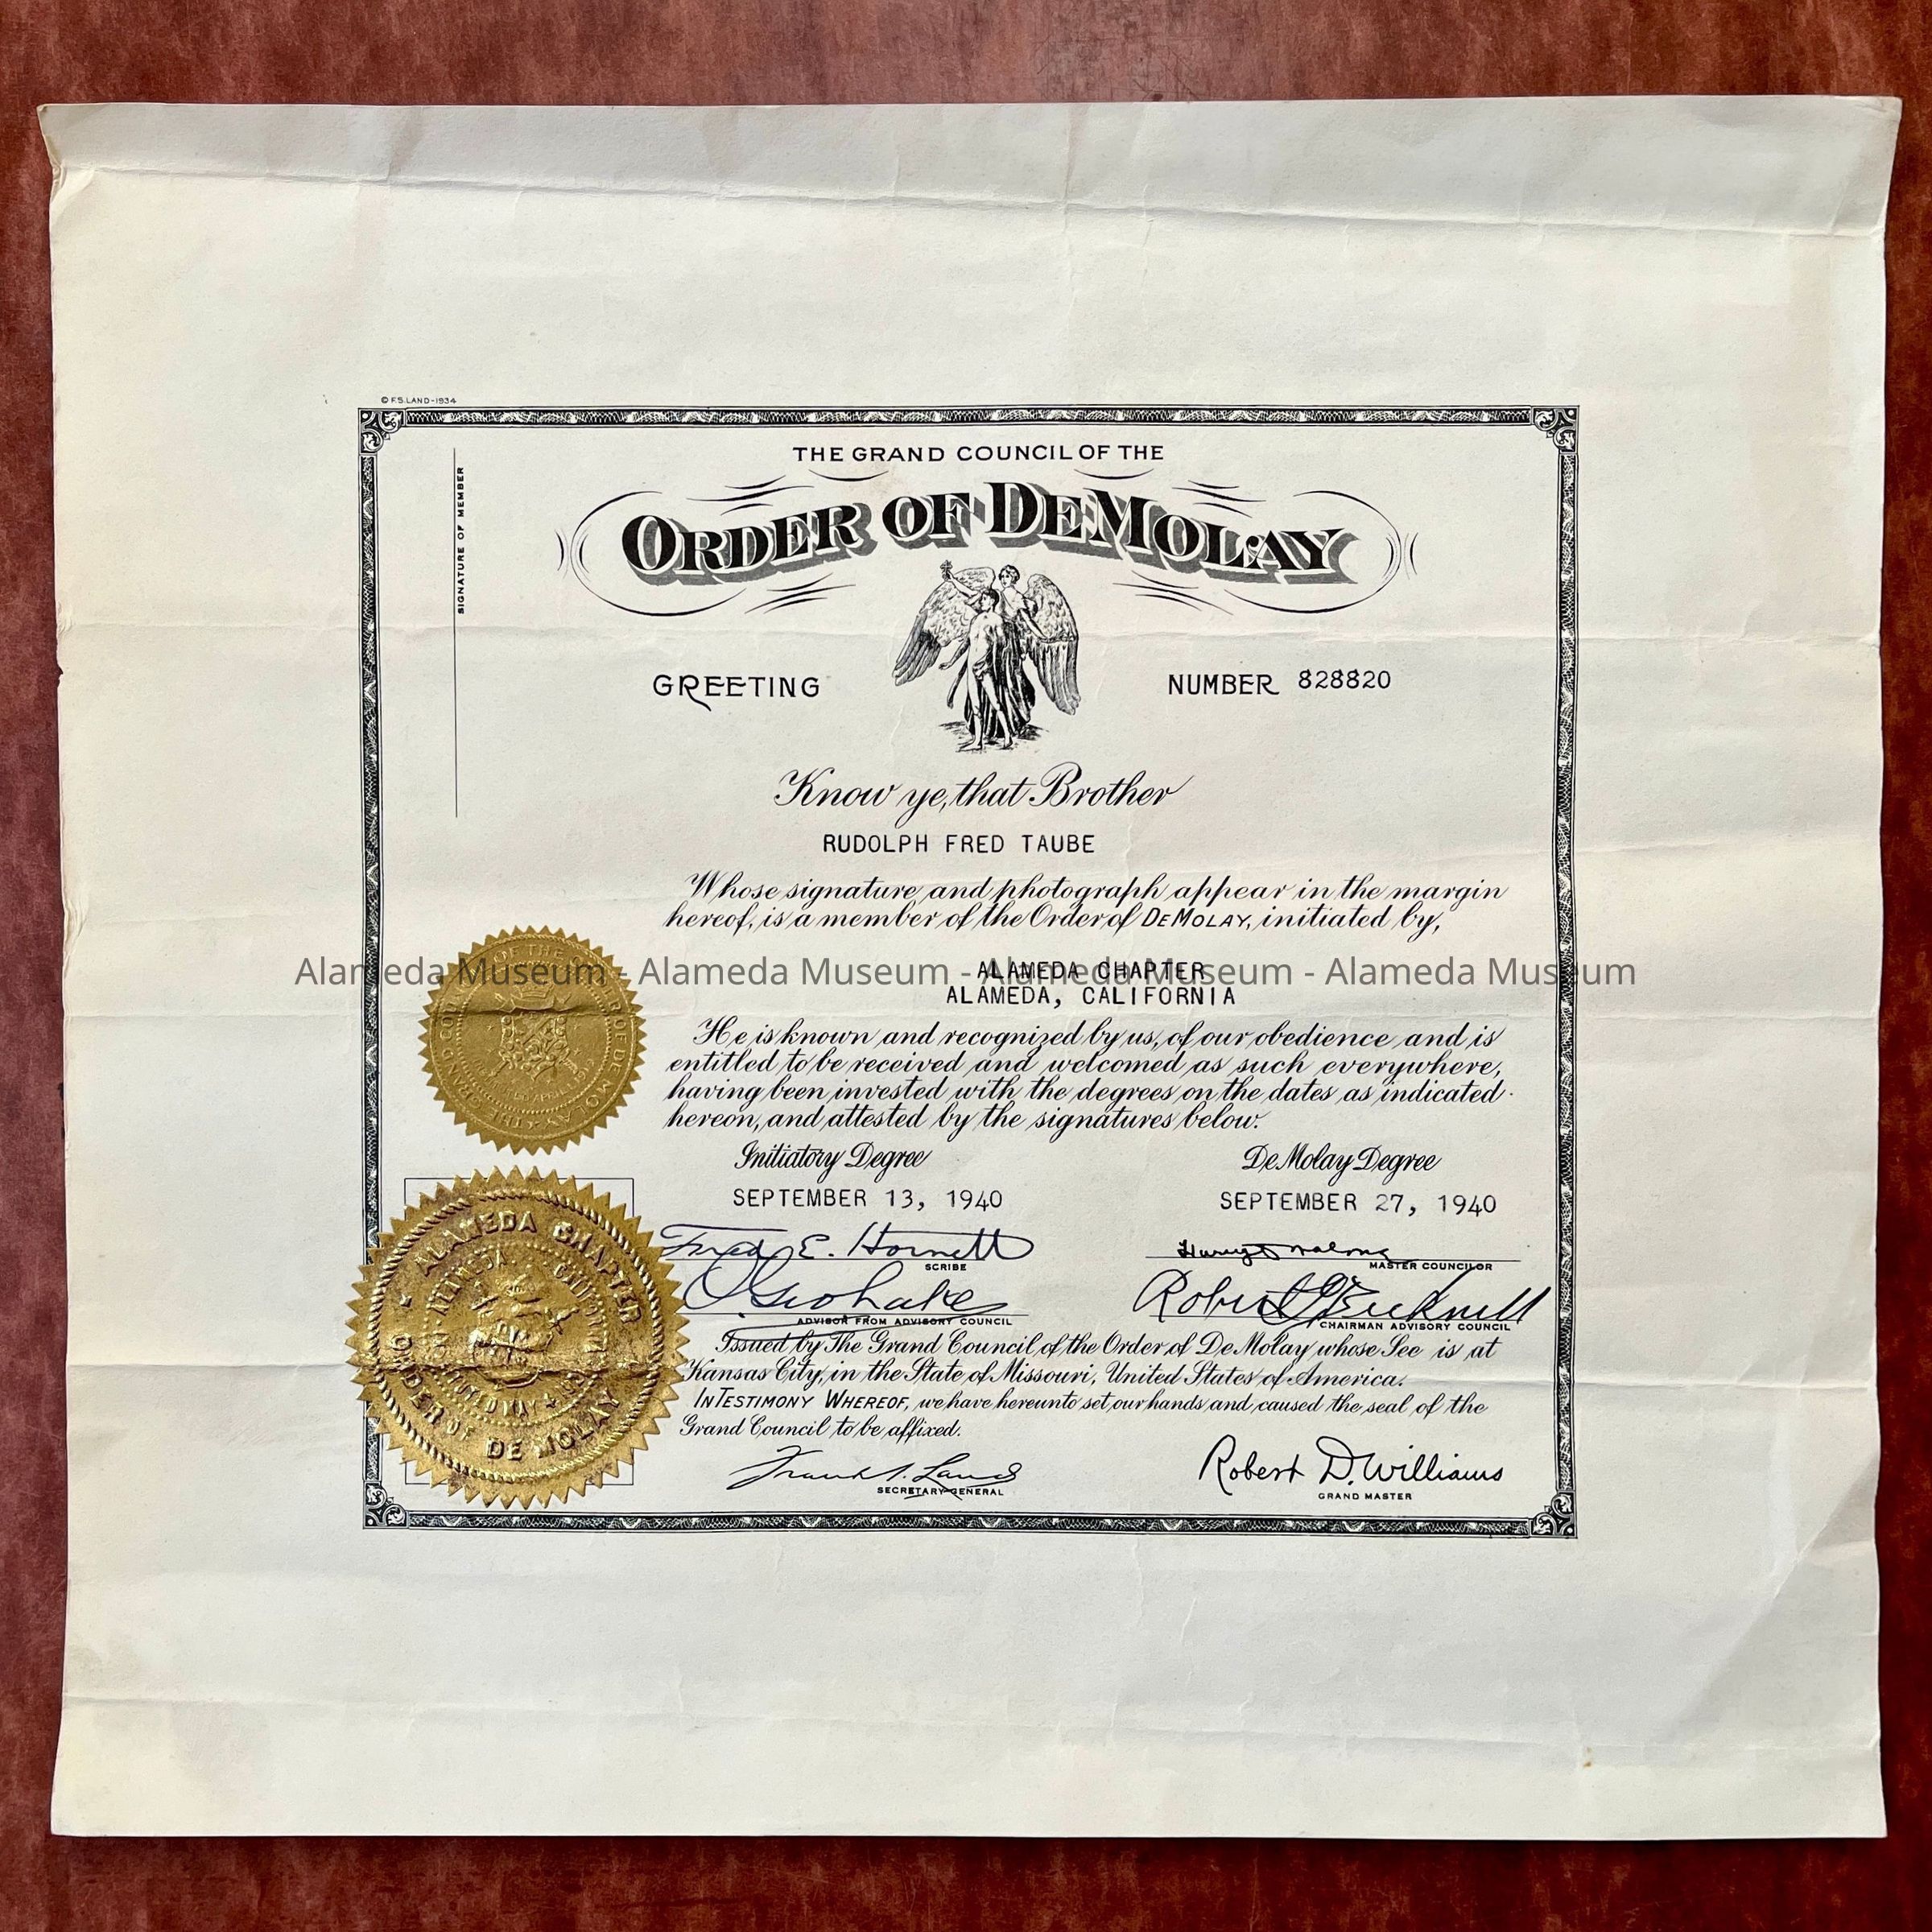 © F.S. LAND-1934
SIGNATURE OF MEMBER
THE GRAND COUNCIL OF THE
ORDER OF DEMOLAY
GREETING
NUMBER 828820
Know ye, that Brother
RUDOLPH FRED TAUBE
Whose signature and photograph appear in the margin
hereof, is a member of the Order of DEMOLAY, initiated by,
Alameda Museum - Alameda Museum - Alameda Museum - Alameda Museum
ALAMEDA CHAPTER
ALAMEDA, CALIFORNIA
He is known and recognized by us, of our obedience and is
entitled to be received and welcomed as such everywhere,
having been invested with the degrees on the dates as indicated
hereon, and attested by the signatures below.
Initiatory Degree
DeMolay Degree
SEPTEMBER 13, 1940
SEPTEMBER 27, 1940
Fred E. Hornett
SCRIBE
MASTER COUNCILOR
ADVISOR FROM ADVISORY COUNCIL
Robert
CHAIRMAN ADVISORY COUNCIL
Issued by The Grand Council of the Order of DeMolay whose See is at
Kansas City, in the State of Missouri, United States of America.
IN TESTIMONY WHEREOF, we have hereunto set our hands and caused the seal of the
Grand Council to be affixed.
Frank S. Land
SECRETARY-GENERAL
Robert D. Williams
GRAND MASTER
ALAMEDA CHAPTER
ORDER OF DE MOLAY
ALAMEDA